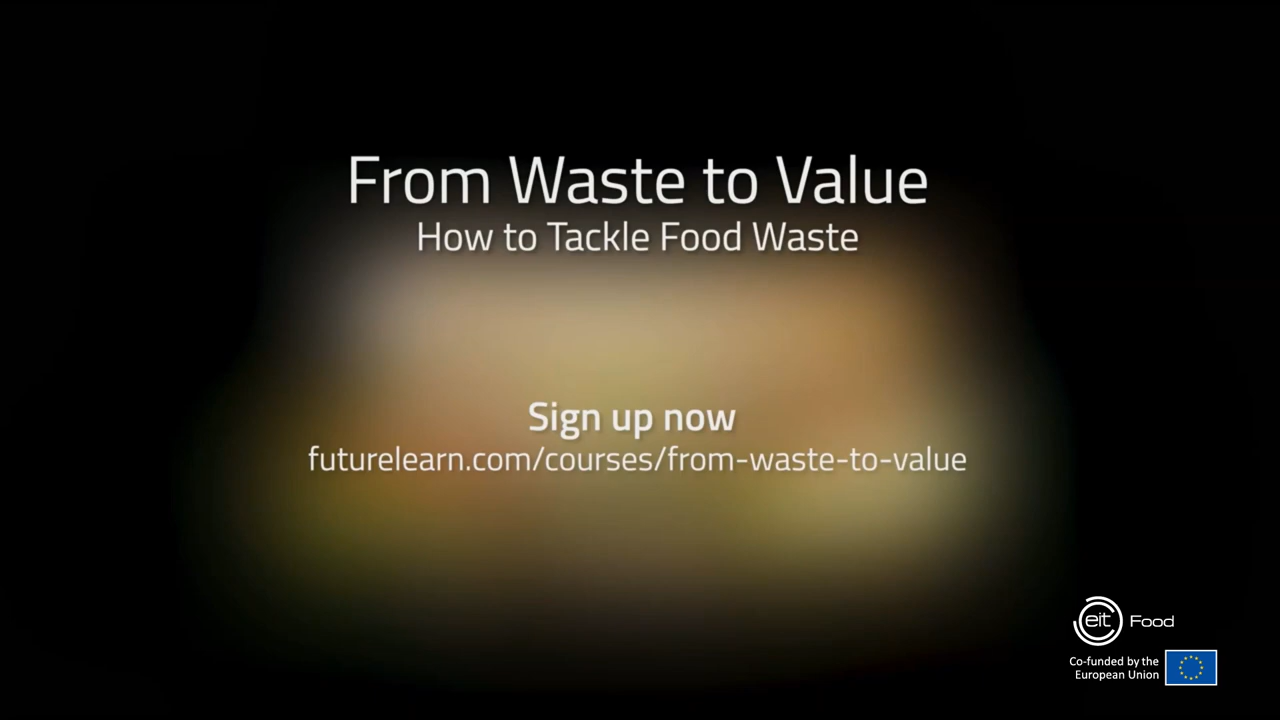 From Waste to Value
How to Tackle Food Waste
Sign up now
futurelearn.com/courses/from-waste-to-value
eit Food
Co-funded by the
European Union